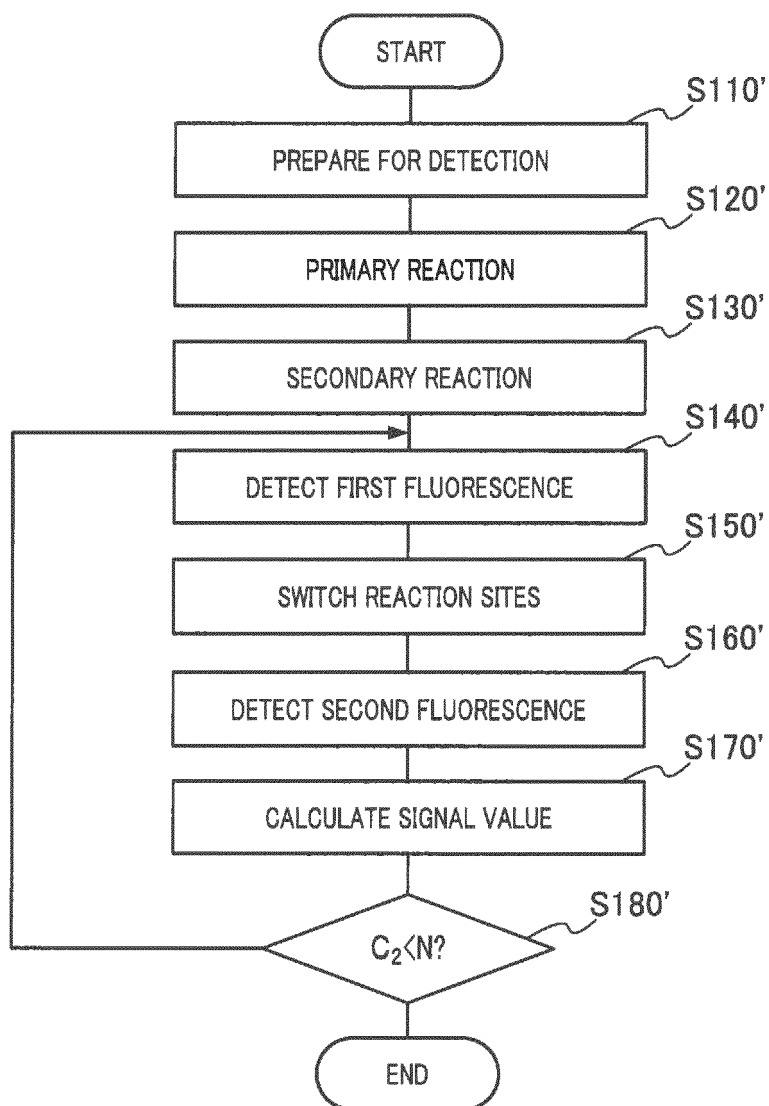 START
S110'
PREPARE FOR DETECTION
S120'
PRIMARY REACTION
S130'
SECONDARY REACTION
S140'
DETECT FIRST FLUORESCENCE
S150'
SWITCH REACTION SITES
S160'
DETECT SECOND FLUORESCENCE
S170'
CALCULATE SIGNAL VALUE
S180'
C₂<N?
END